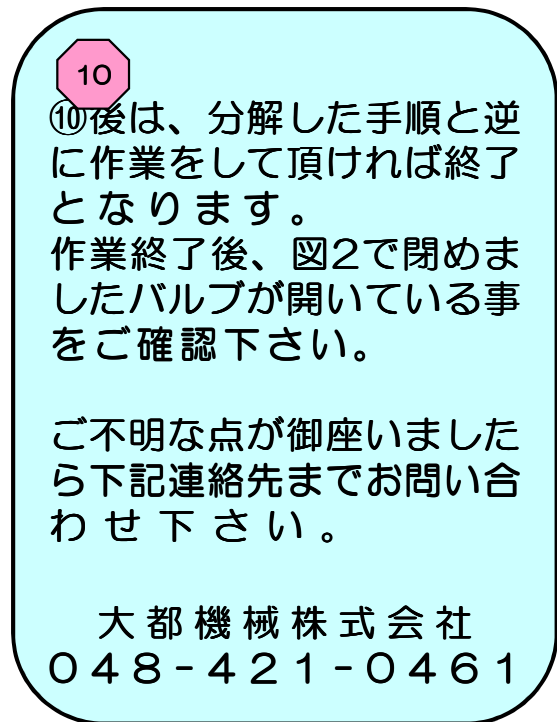 10
⑩後は、分解した手順と逆
に作業をして頂ければ終了
となります。
作業終了後、図2で閉めま
したバルブが開いている事
をご確認下さい。
ご不明な点が御座いました
ら下記連絡先までお問い合
わせ下さい。
大都機械株式会社
０４８-４２１-０４６１